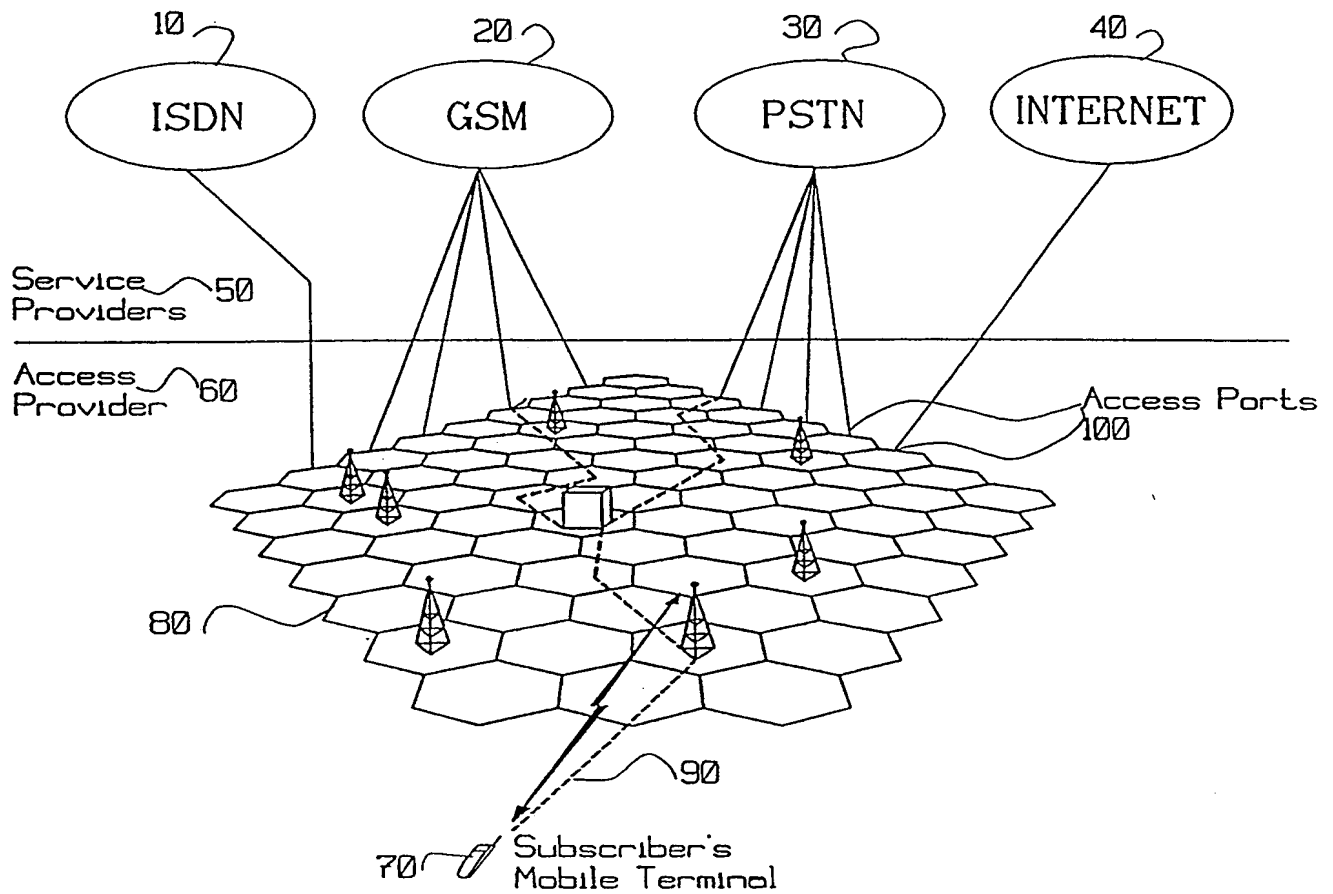 10 20 30 40
ISDN GSM PSTN INTERNET
Service 50
Providers
Access 60
Provider
Access Ports
100
80
90
70 Subscriber's
Mobile Terminal